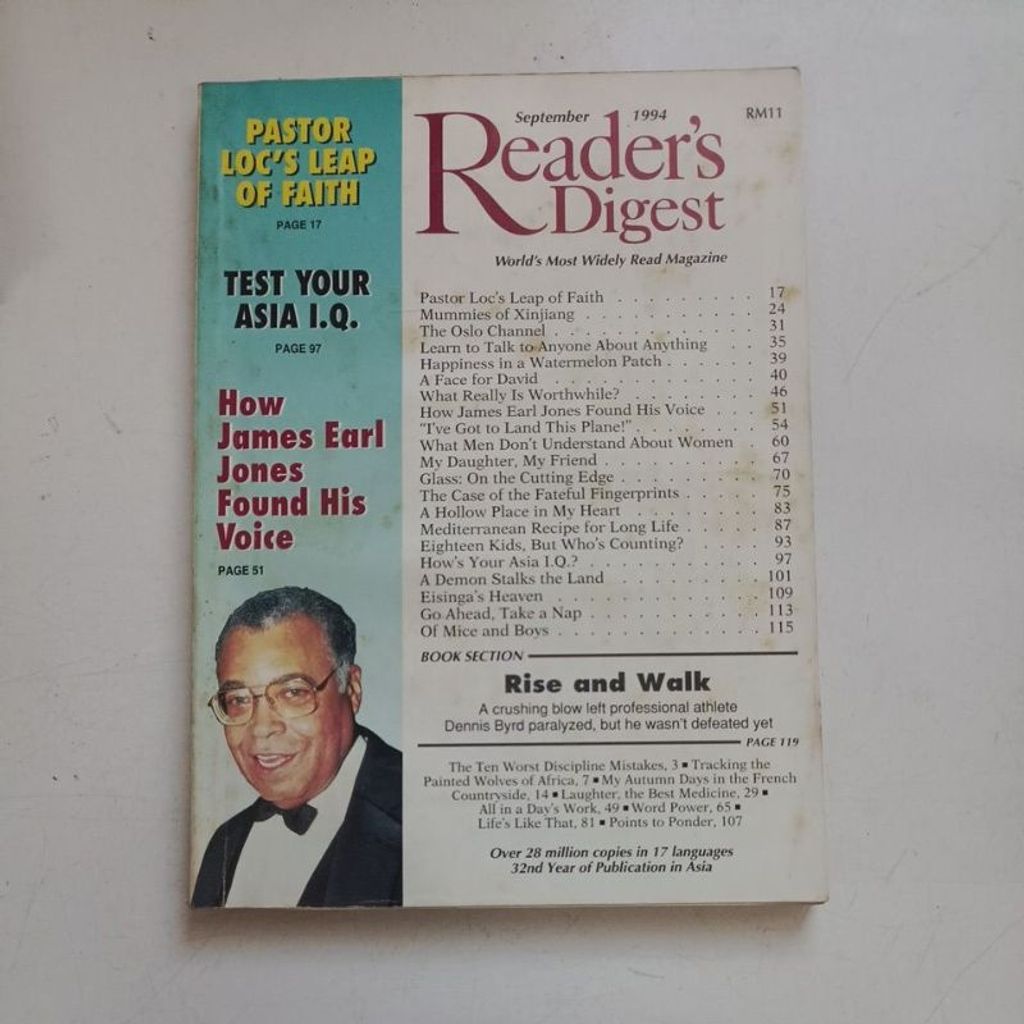 PASTOR
LOC'S LEAP
OF FAITH
PAGE 17
TEST YOUR
ASIA I.Q.
PAGE 97
How
James Earl
Jones
Found His
Voice
PAGE 51
September 1994 RM11
Reader's
Digest
World's Most Widely Read Magazine
Pastor Loc's Leap of Faith . . . . . . . . . . 17
Mummies of Xinjiang . . . . . . . . . . . 24
The Oslo Channel . . . . . . . . . . . . . 31
Learn to Talk to Anyone About Anything . . 35
Happiness in a Watermelon Patch . . . . . . 39
A Face for David . . . . . . . . . . . . . 40
What Really Is Worthwhile? . . . . . . . . 46
How James Earl Jones Found His Voice . . . 51
"I've Got to Land This Plane!" . . . . . . . . 54
What Men Don't Understand About Women . 60
My Daughter, My Friend . . . . . . . . . . 67
Glass: On the Cutting Edge . . . . . . . . . 70
The Case of the Fateful Fingerprints . . . . . 75
A Hollow Place in My Heart . . . . . . . . 83
Mediterranean Recipe for Long Life . . . . . 87
Eighteen Kids, But Who's Counting? . . . . 93
How's Your Asia I.Q.? . . . . . . . . . . . 97
A Demon Stalks the Land . . . . . . . . . 101
Eisinga's Heaven . . . . . . . . . . . . . 109
Go Ahead, Take a Nap . . . . . . . . . . . 113
Of Mice and Boys . . . . . . . . . . . . . 115
BOOK SECTION
Rise and Walk
A crushing blow left professional athlete
Dennis Byrd paralyzed, but he wasn't defeated yet
PAGE 119
The Ten Worst Discipline Mistakes, 3 ▪ Tracking the
Painted Wolves of Africa, 7 ▪ My Autumn Days in the French
Countryside, 14 ▪ Laughter, the Best Medicine, 29 ▪
All in a Day's Work, 49 ▪ Word Power, 65 ▪
Life's Like That, 81 ▪ Points to Ponder, 107
Over 28 million copies in 17 languages
32nd Year of Publication in Asia